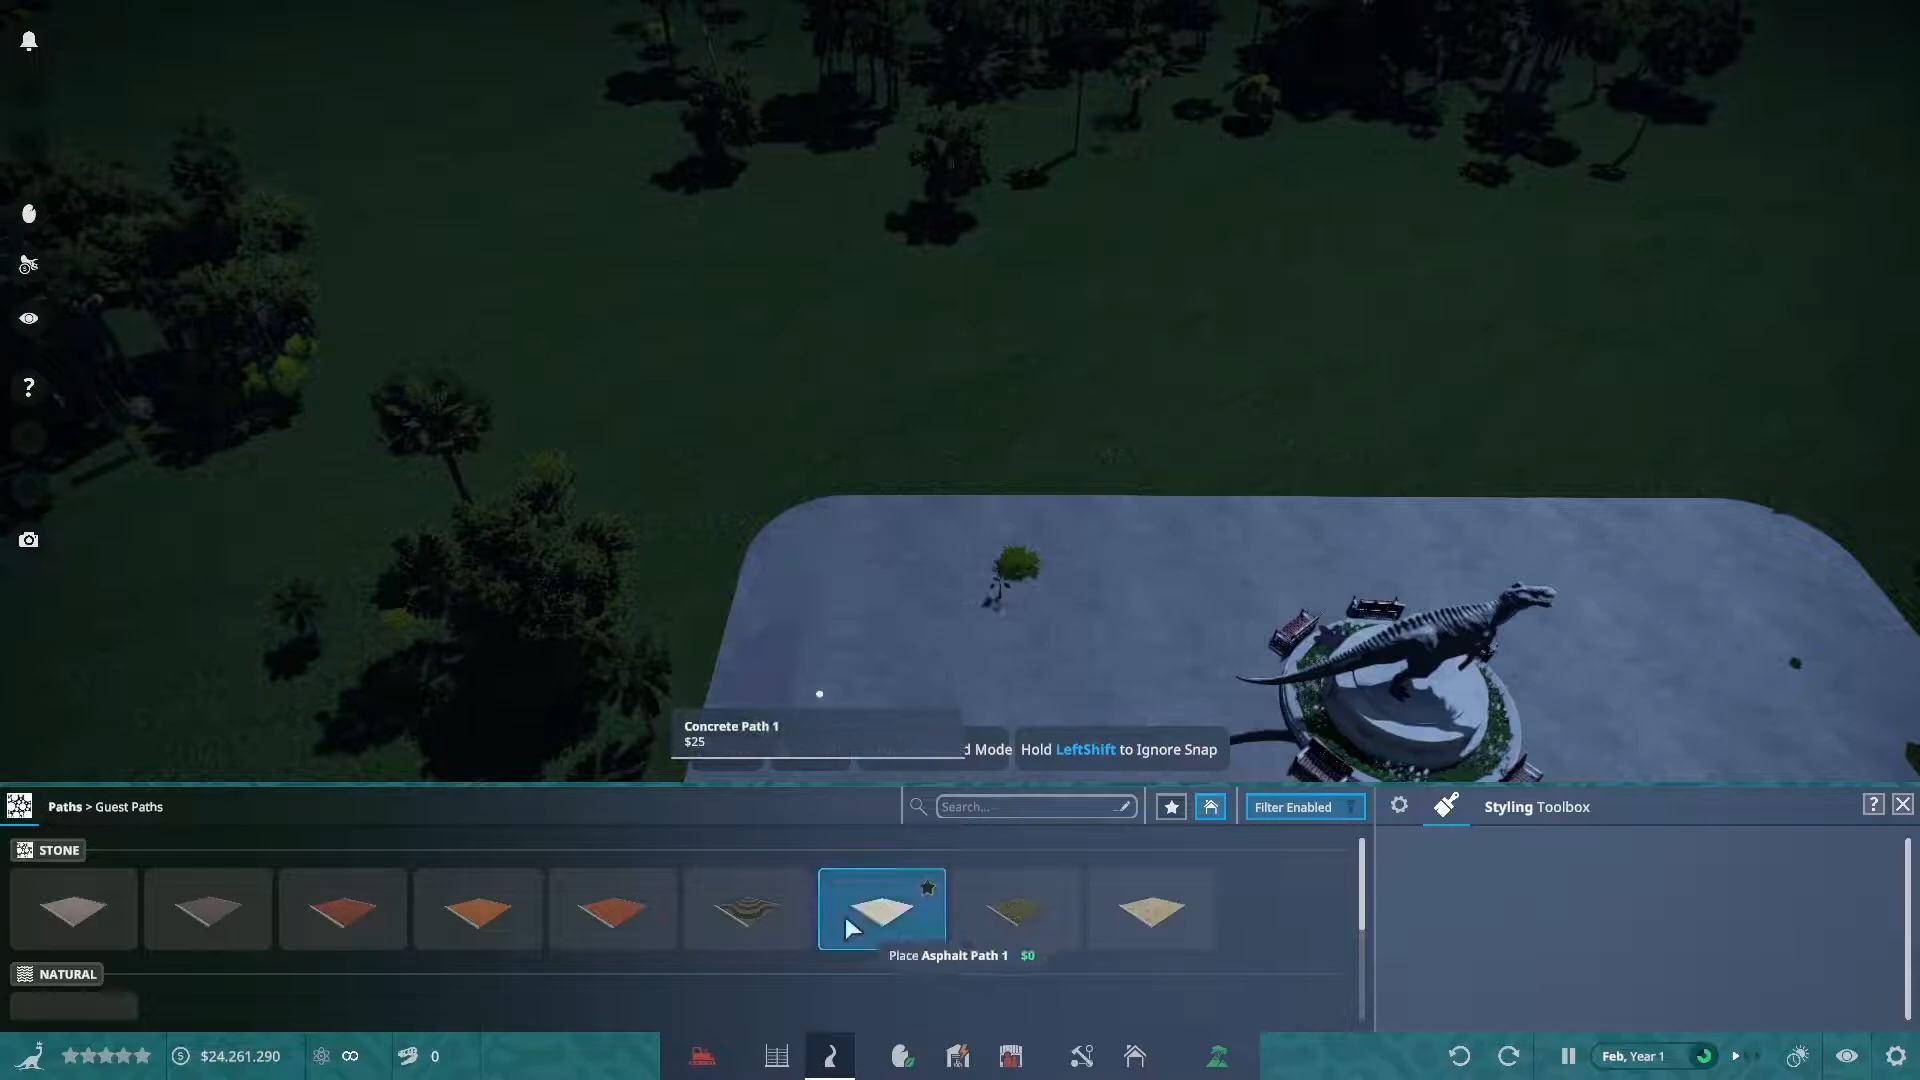 Concrete Path 1
$25
d Mode
Hold LeftShift to Ignore Snap
Paths > Guest Paths
Search...
Filter Enabled
Styling Toolbox
?
STONE
Place Asphalt Path 1 $0
NATURAL
$24.261.290
∞
0
Feb, Year 1